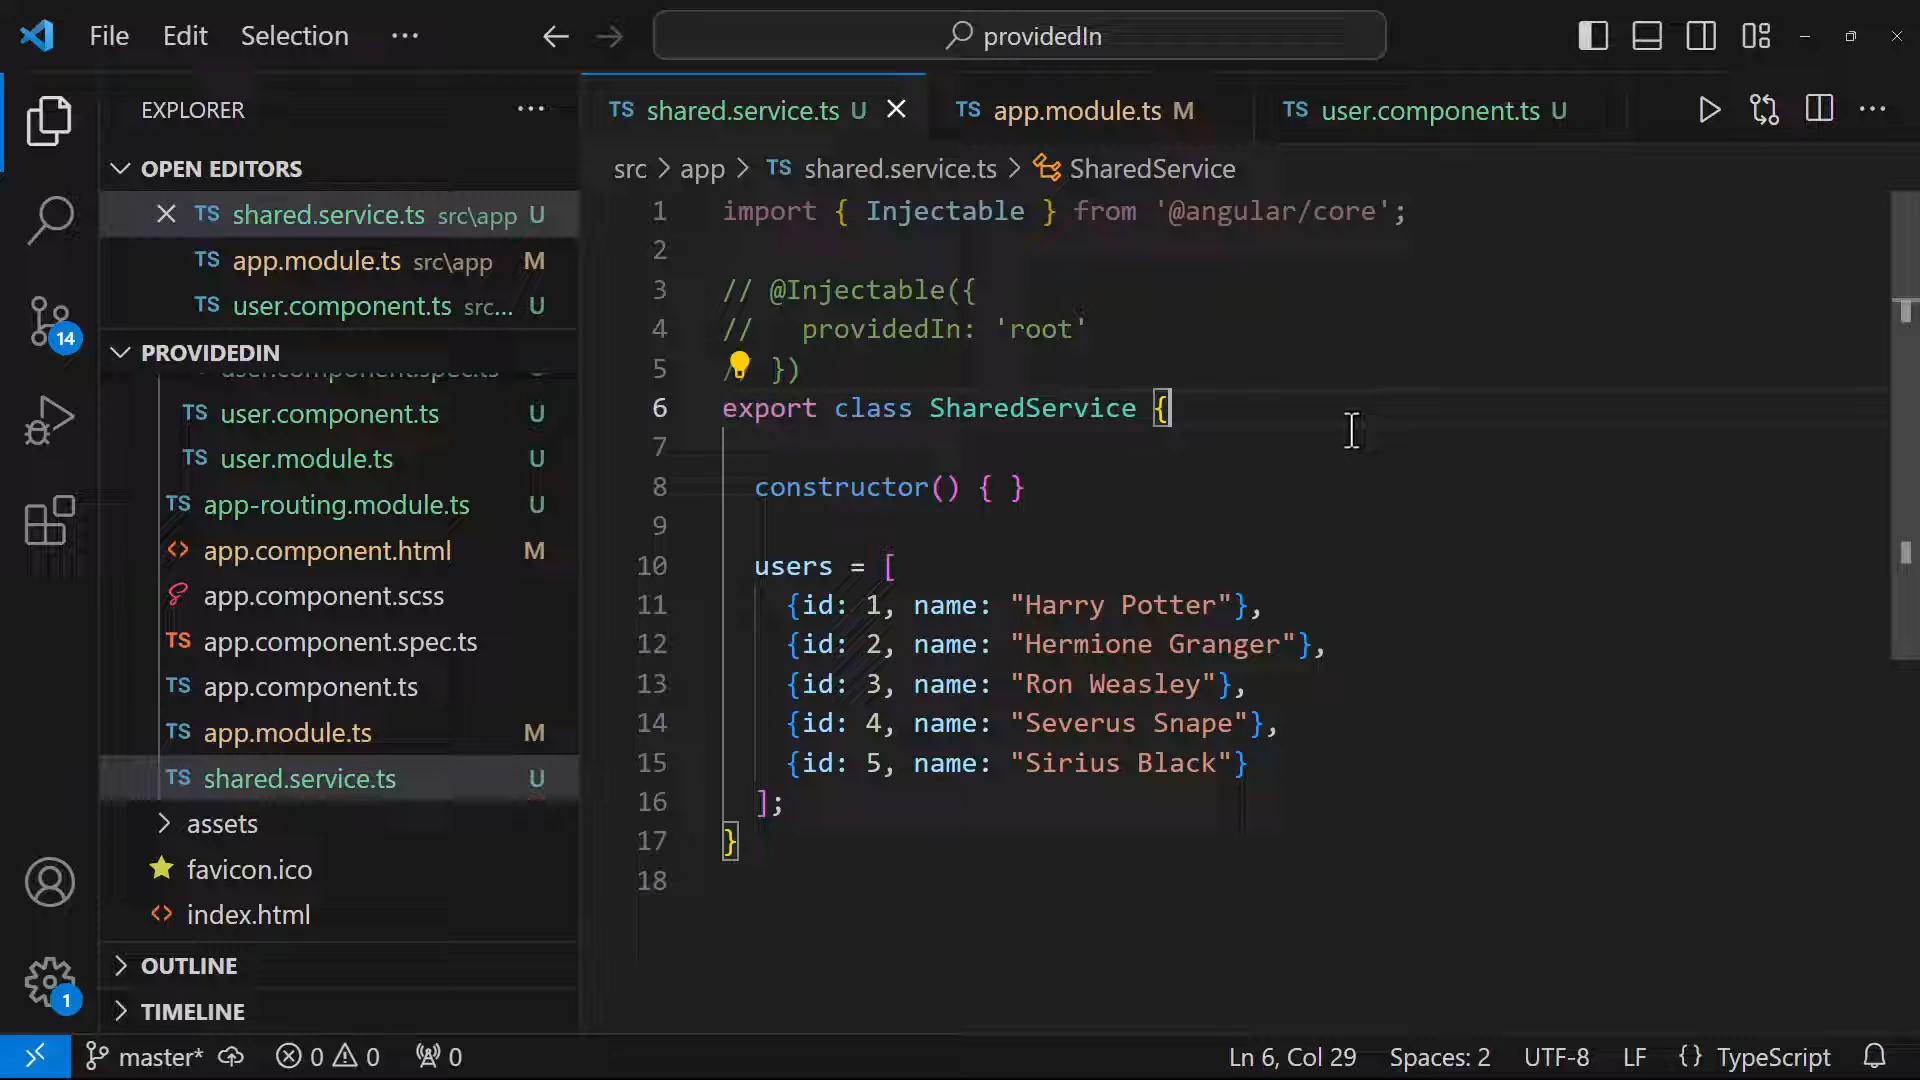 File Edit Selection ··· providedIn
EXPLORER ···
OPEN EDITORS
TS shared.service.ts src\app U
TS app.module.ts src\app M
TS user.component.ts src... U
PROVIDEDIN
user.component.spec.ts
TS user.component.ts U
TS user.module.ts U
TS app-routing.module.ts U
app.component.html M
app.component.scss
TS app.component.spec.ts
TS app.component.ts
TS app.module.ts M
TS shared.service.ts U
assets
favicon.ico
index.html
OUTLINE
TIMELINE
14
1
TS shared.service.ts U TS app.module.ts M TS user.component.ts U ···
src > app > TS shared.service.ts > SharedService
1 import { Injectable } from '@angular/core';
2
3 // @Injectable({
4 // providedIn: 'root'
5 // })
6 export class SharedService {
7
8 constructor() { }
9
10 users = [
11 {id: 1, name: "Harry Potter"},
12 {id: 2, name: "Hermione Granger"},
13 {id: 3, name: "Ron Weasley"},
14 {id: 4, name: "Severus Snape"},
15 {id: 5, name: "Sirius Black"}
16 ];
17 }
18
master* 0 0 0 Ln 6, Col 29 Spaces: 2 UTF-8 LF {} TypeScript